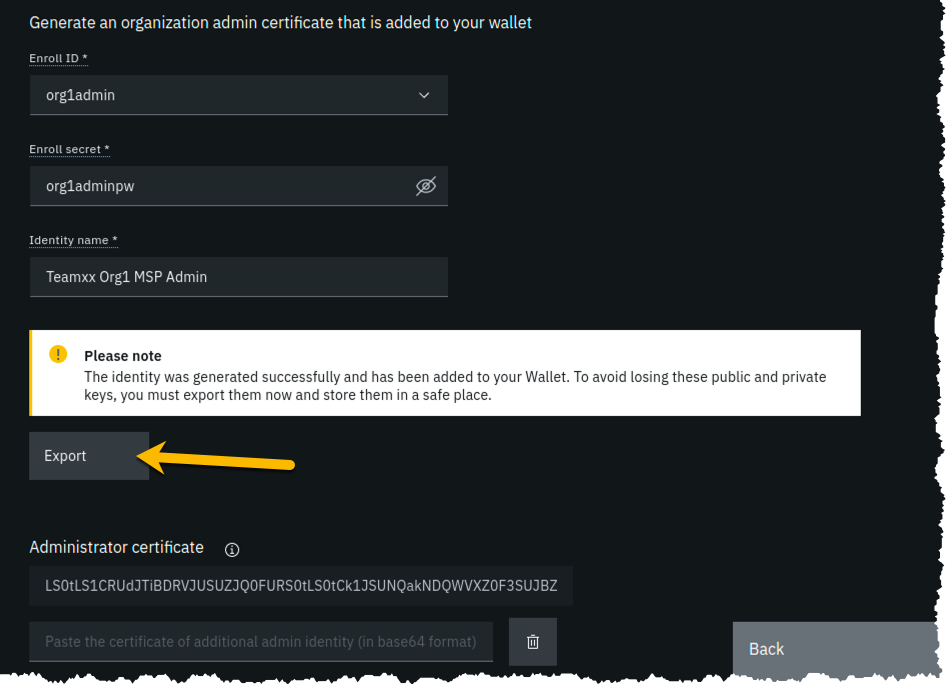 Generate an organization admin certificate that is added to your wallet
Enroll ID *
org1admin
Enroll secret *
org1adminpw
Identity name *
Teamxx Org1 MSP Admin
Please note
The identity was generated successfully and has been added to your Wallet. To avoid losing these public and private
keys, you must export them now and store them in a safe place.
Export
Administrator certificate
LS0tLS1CRUdJTiBDRVJUSUZJQ0FURS0tLS0tCk1JSUNQakNDQWVXZ0F3SUJBZ
Paste the certificate of additional admin identity (in base64 format)
Back